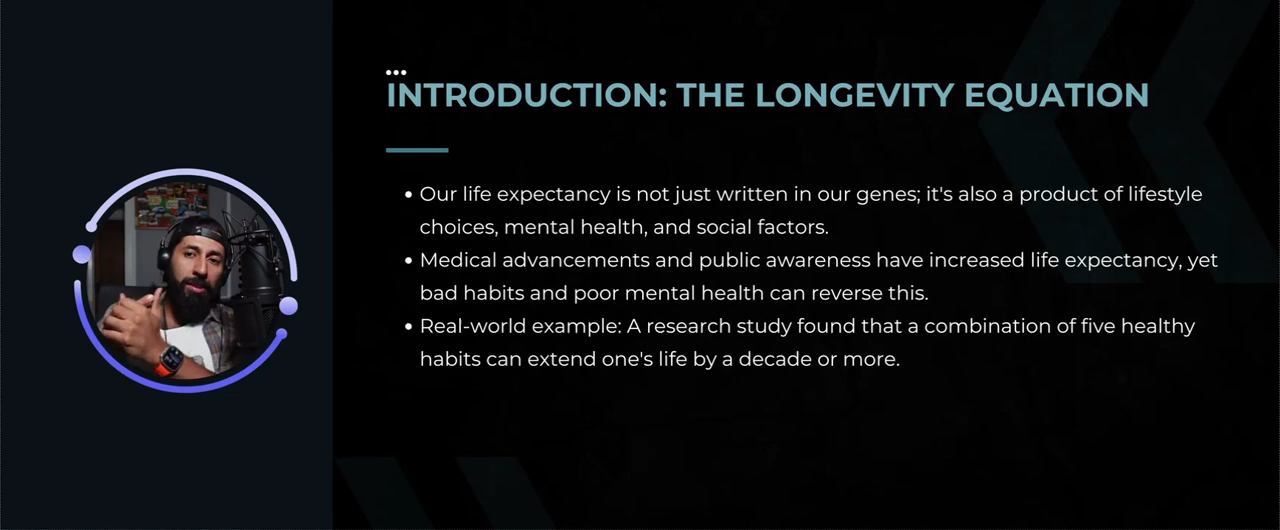 INTRODUCTION: THE LONGEVITY EQUATION
• Our life expectancy is not just written in our genes; it's also a product of lifestyle
choices, mental health, and social factors.
• Medical advancements and public awareness have increased life expectancy, yet
bad habits and poor mental health can reverse this.
• Real-world example: A research study found that a combination of five healthy
habits can extend one's life by a decade or more.